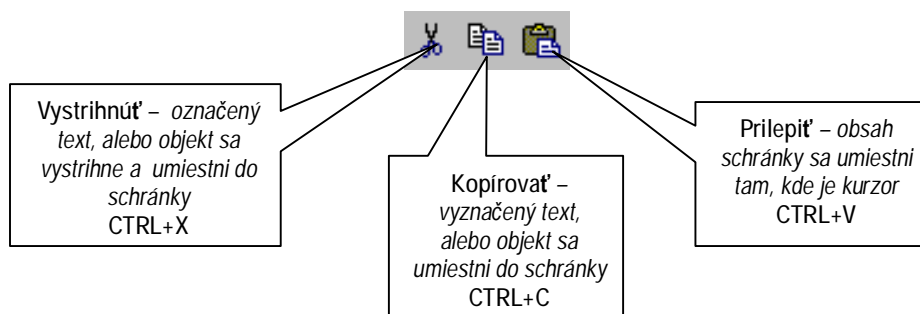 Vystrihnúť – označený
text, alebo objekt sa
vystrihne a umiestni do
schránky
CTRL+X
Kopírovať –
vyznačený text,
alebo objekt sa
umiestni do schránky
CTRL+C
Prilepiť – obsah
schránky sa umiestni
tam, kde je kurzor
CTRL+V